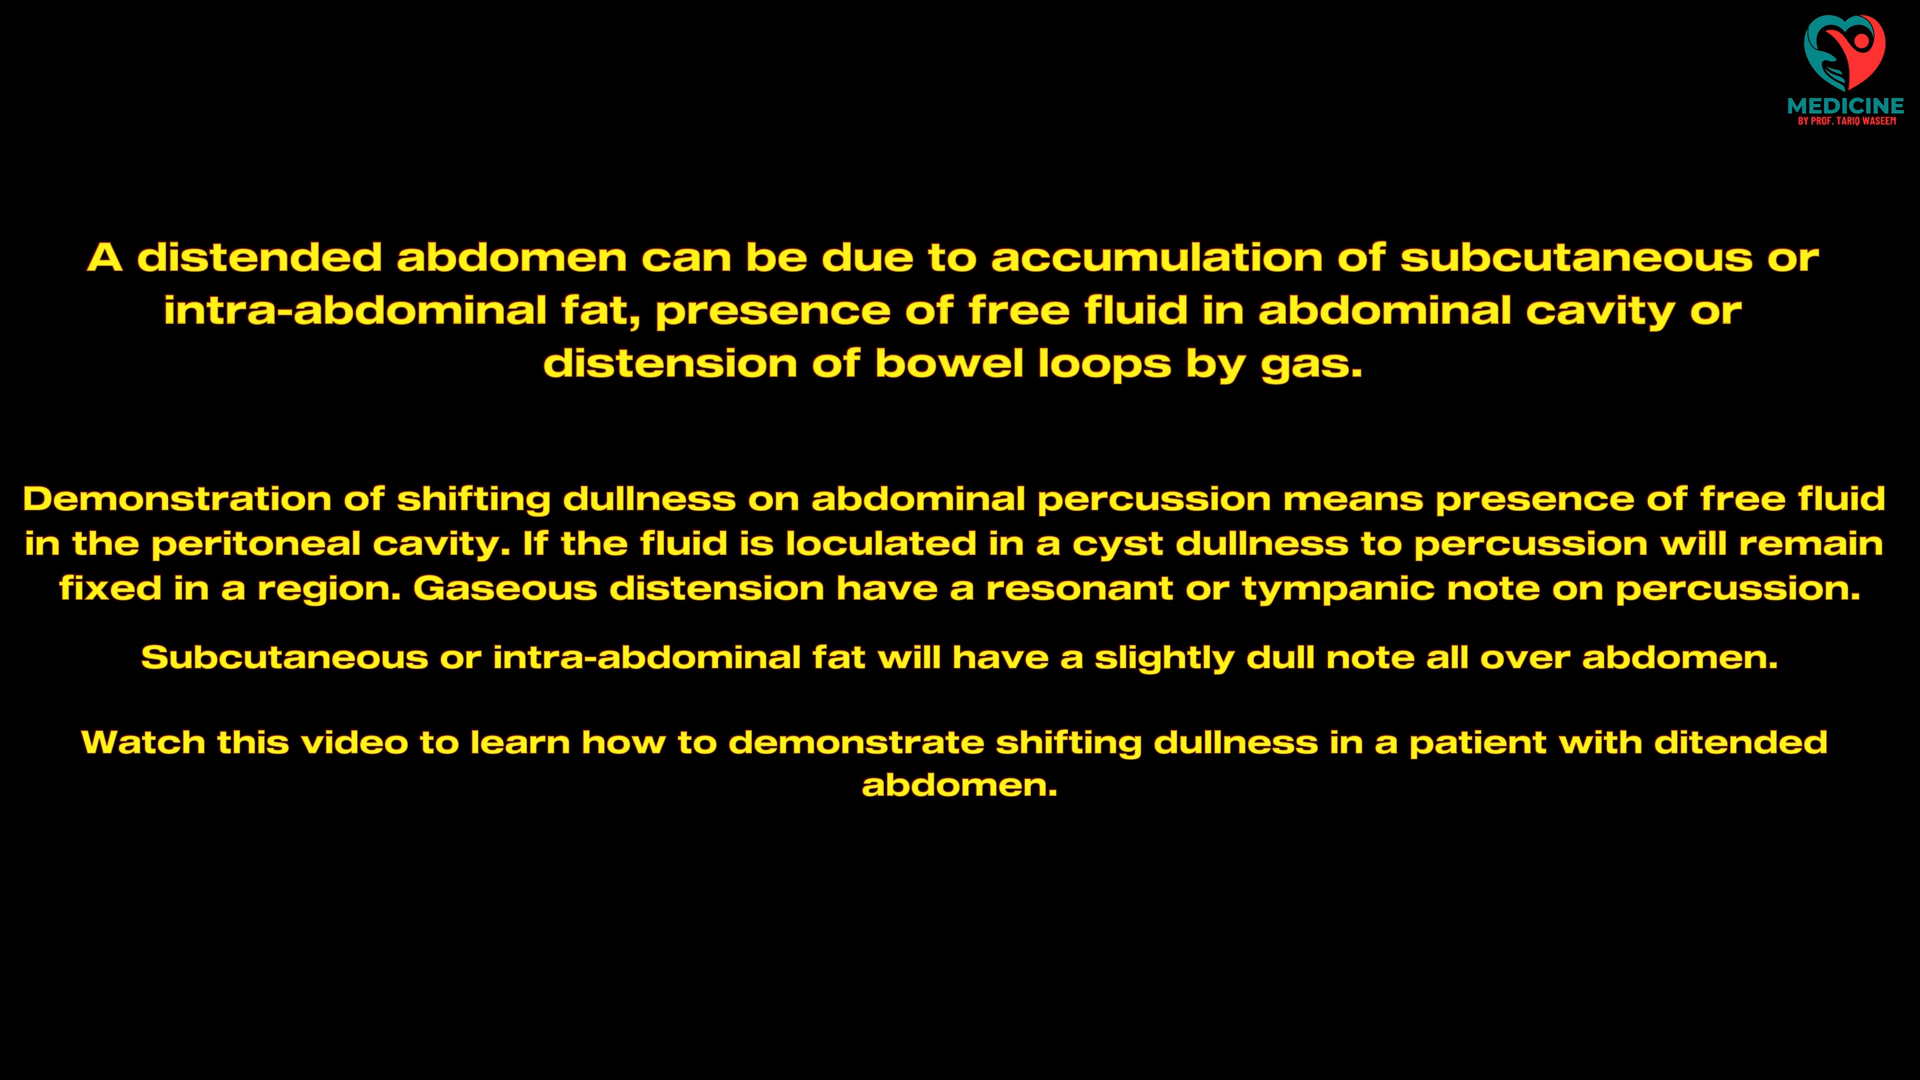 MEDICINE
BY PROF. TARIQ WASEEM
A distended abdomen can be due to accumulation of subcutaneous or
intra-abdominal fat, presence of free fluid in abdominal cavity or
distension of bowel loops by gas.
Demonstration of shifting dullness on abdominal percussion means presence of free fluid
in the peritoneal cavity. If the fluid is loculated in a cyst dullness to percussion will remain
fixed in a region. Gaseous distension have a resonant or tympanic note on percussion.
Subcutaneous or intra-abdominal fat will have a slightly dull note all over abdomen.
Watch this video to learn how to demonstrate shifting dullness in a patient with ditended
abdomen.